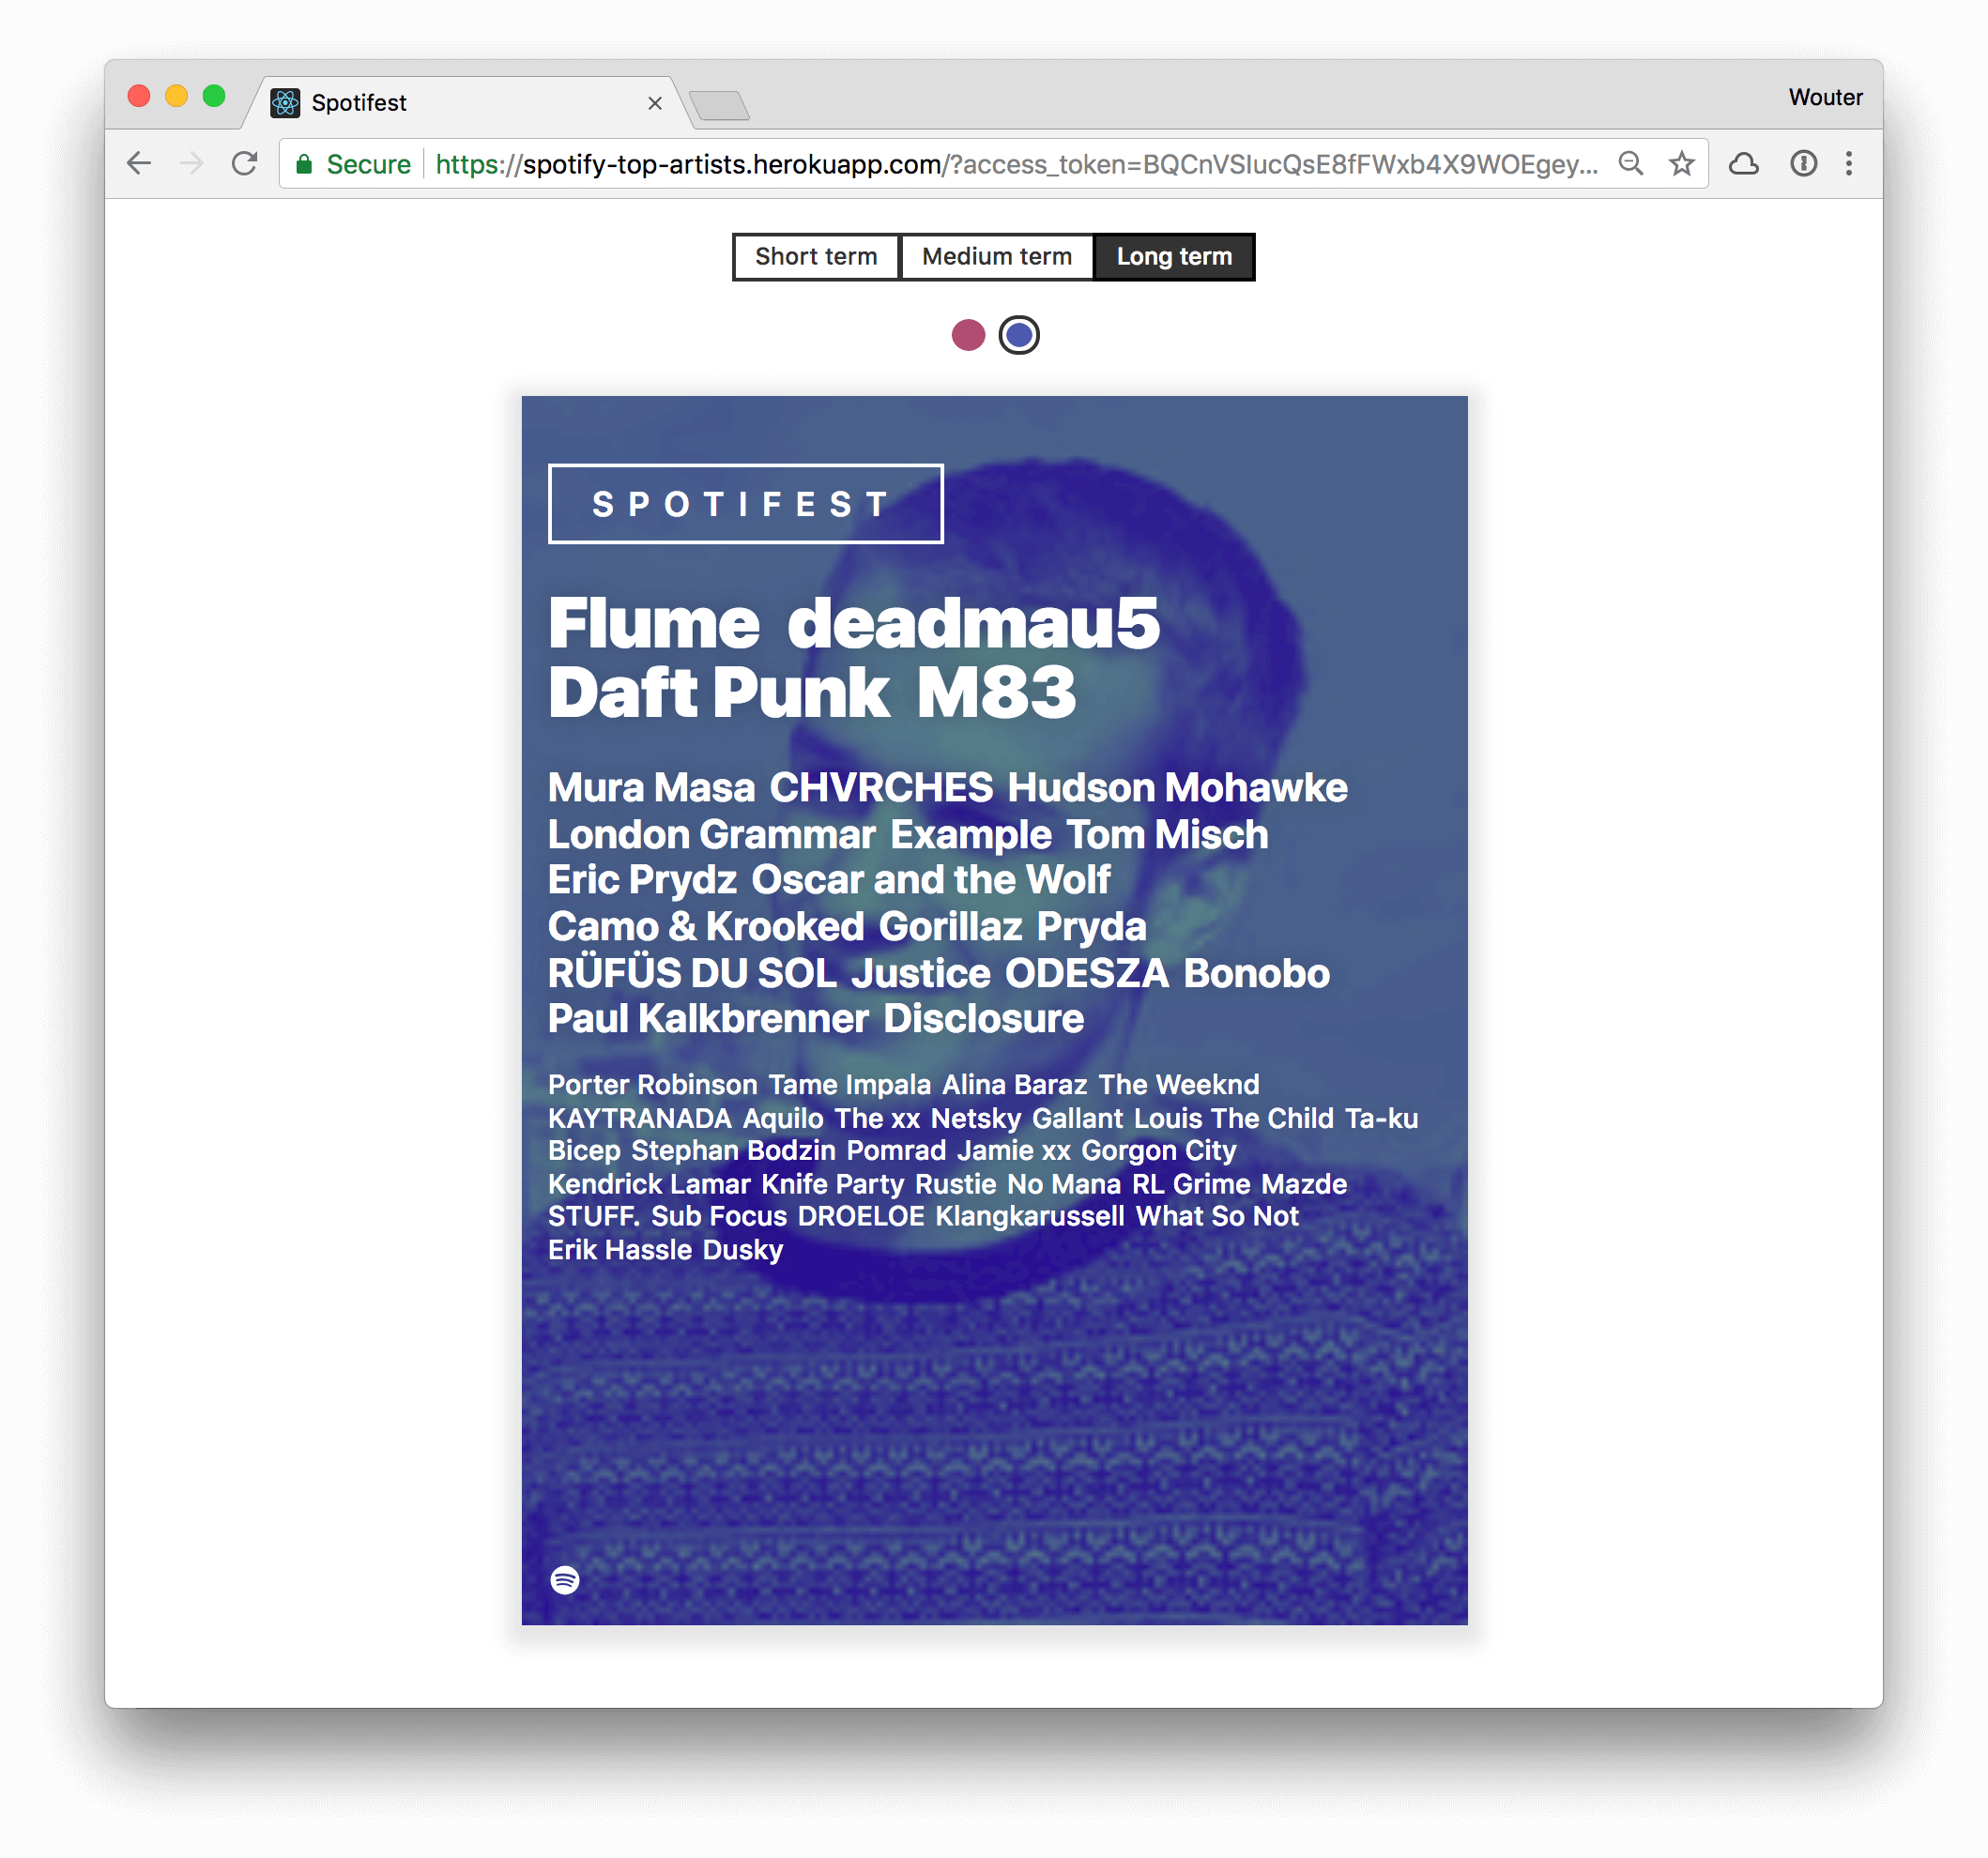 Spotifest
Wouter
Secure https://spotify-top-artists.herokuapp.com/?access_token=BQCnVSIucQsE8fFWxb4X9WOEgey...
Short term Medium term Long term
SPOTIFEST
Flume deadmau5
Daft Punk M83
Mura Masa CHVRCHES Hudson Mohawke
London Grammar Example Tom Misch
Eric Prydz Oscar and the Wolf
Camo & Krooked Gorillaz Pryda
RÜFÜS DU SOL Justice ODESZA Bonobo
Paul Kalkbrenner Disclosure
Porter Robinson Tame Impala Alina Baraz The Weeknd
KAYTRANADA Aquilo The xx Netsky Gallant Louis The Child Ta-ku
Bicep Stephan Bodzin Pomrad Jamie xx Gorgon City
Kendrick Lamar Knife Party Rustie No Mana RL Grime Mazde
STUFF. Sub Focus DROELOE Klangkarussell What So Not
Erik Hassle Dusky